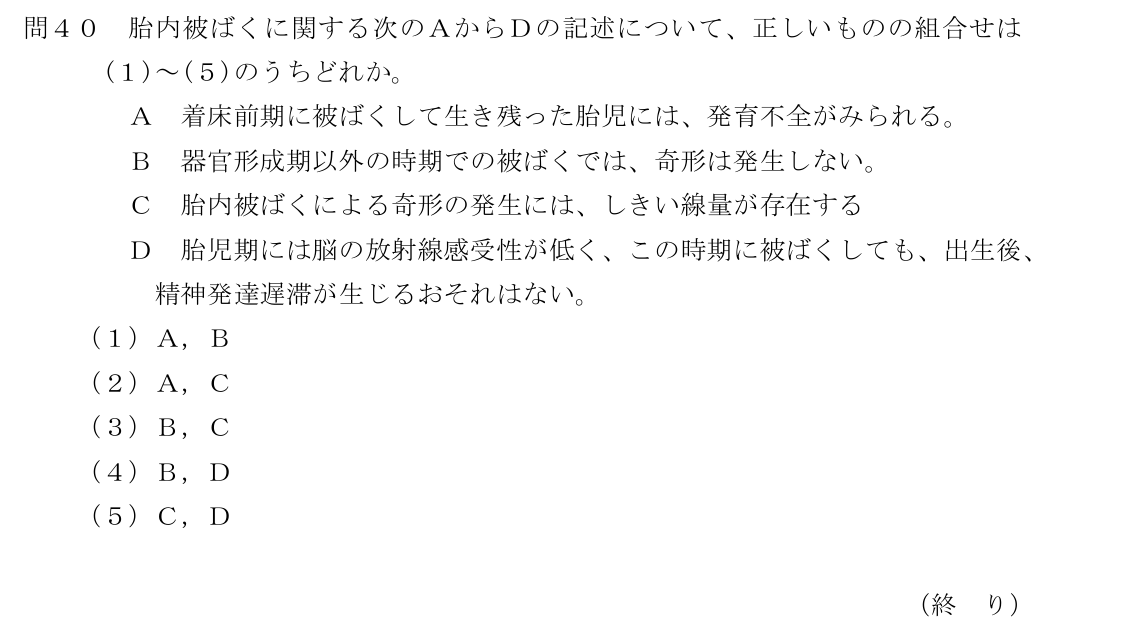 問４０　胎内被ばくに関する次のＡからＤの記述について、正しいものの組合せは
（１）～（５）のうちどれか。
Ａ　着床前期に被ばくして生き残った胎児には、発育不全がみられる。
Ｂ　器官形成期以外の時期での被ばくでは、奇形は発生しない。
Ｃ　胎内被ばくによる奇形の発生には、しきい線量が存在する
Ｄ　胎児期には脳の放射線感受性が低く、この時期に被ばくしても、出生後、
精神発達遅滞が生じるおそれはない。
（１）Ａ，Ｂ
（２）Ａ，Ｃ
（３）Ｂ，Ｃ
（４）Ｂ，Ｄ
（５）Ｃ，Ｄ
（終　り）